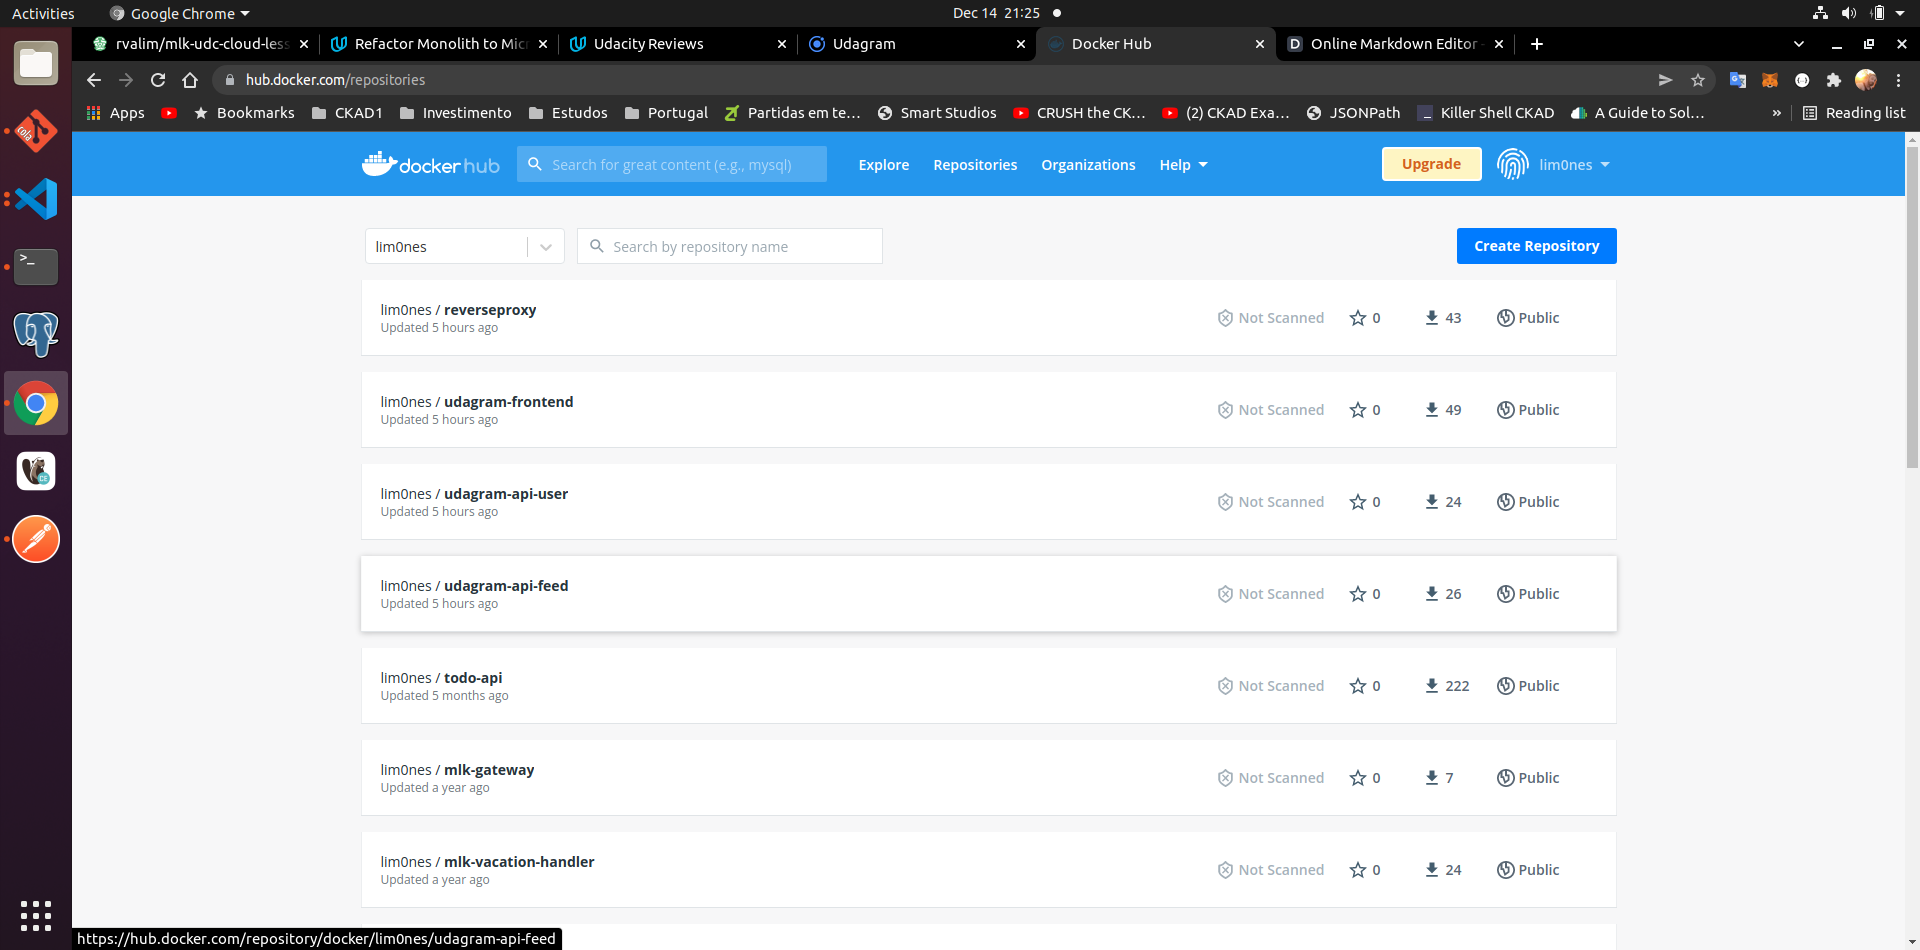 Activities
Google Chrome
Dec 14 21:25
rvalim/mlk-udc-cloud-less
Refactor Monolith to Mic
Udacity Reviews
Udagram
Docker Hub
Online Markdown Editor -
hub.docker.com/repositories
Apps
Bookmarks
CKAD1
Investimento
Estudos
Portugal
Partidas em te...
Smart Studios
CRUSH the CK...
(2) CKAD Exa...
JSONPath
Killer Shell CKAD
A Guide to Sol...
»
Reading list
docker hub
Search for great content (e.g., mysql)
Explore
Repositories
Organizations
Help
Upgrade
lim0nes
lim0nes
Search by repository name
Create Repository
lim0nes / reverseproxy
Updated 5 hours ago
Not Scanned
0
43
Public
lim0nes / udagram-frontend
Updated 5 hours ago
Not Scanned
0
49
Public
lim0nes / udagram-api-user
Updated 5 hours ago
Not Scanned
0
24
Public
lim0nes / udagram-api-feed
Updated 5 hours ago
Not Scanned
0
26
Public
lim0nes / todo-api
Updated 5 months ago
Not Scanned
0
222
Public
lim0nes / mlk-gateway
Updated a year ago
Not Scanned
0
7
Public
lim0nes / mlk-vacation-handler
Updated a year ago
Not Scanned
0
24
Public
https://hub.docker.com/repository/docker/lim0nes/udagram-api-feed